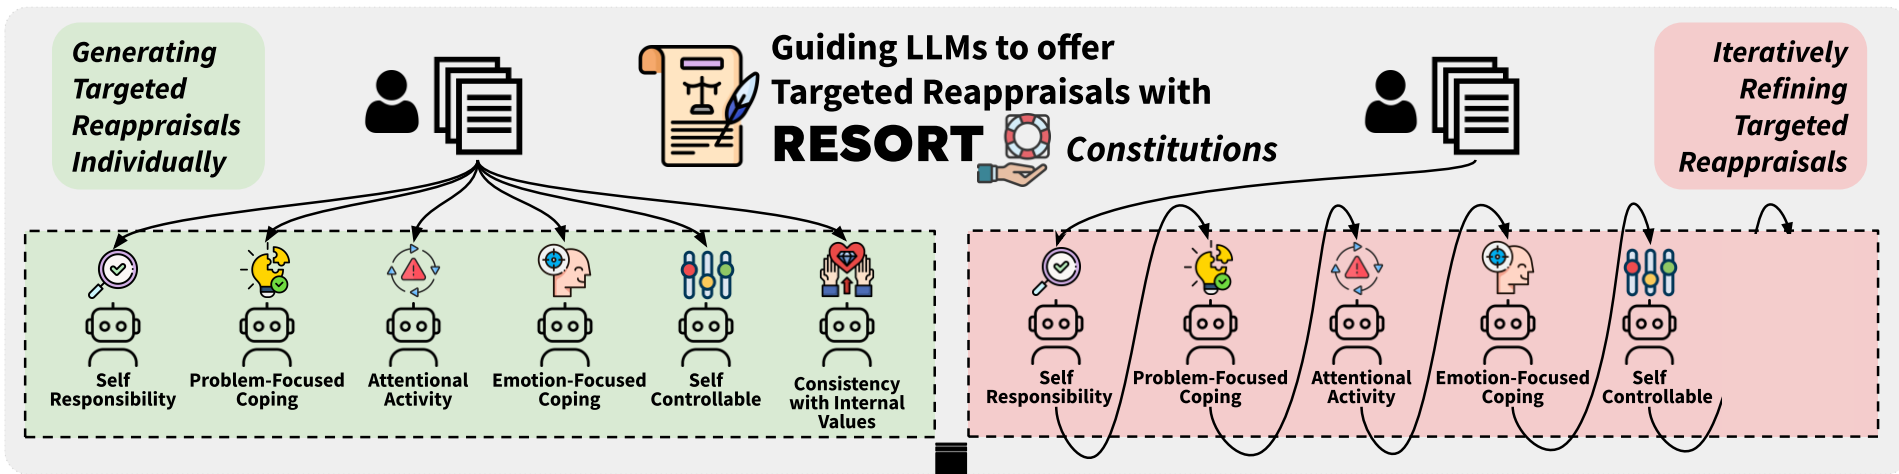 Generating
Targeted
Reappraisals
Individually
Guiding LLMs to offer
Targeted Reappraisals with
RESORT Constitutions
Iteratively
Refining
Targeted
Reappraisals
Self
Responsibility
Problem-Focused
Coping
Attentional
Activity
Emotion-Focused
Coping
Self
Controllable
Consistency
with Internal
Values
Self
Responsibility
Problem-Focused
Coping
Attentional
Activity
Emotion-Focused
Coping
Self
Controllable